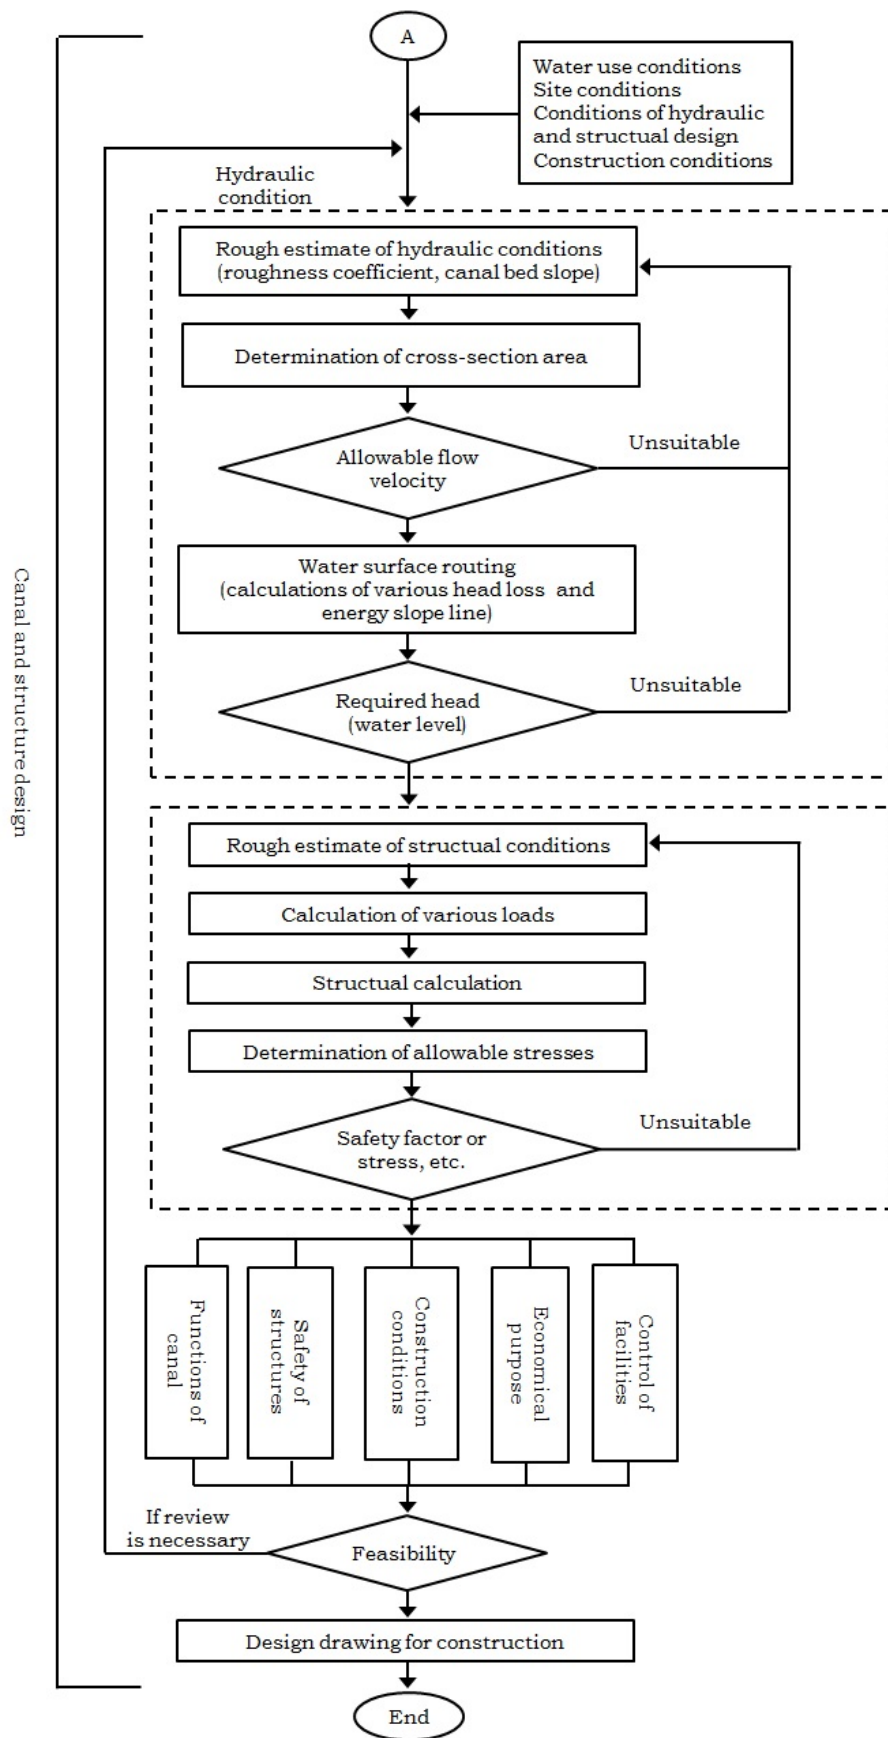 A
Water use conditions
Site conditions
Conditions of hydraulic
and structual design
Construction conditions
Hydraulic
condition
Rough estimate of hydraulic conditions
(roughness coefficient, canal bed slope)
Determination of cross-section area
Allowable flow
velocity
Unsuitable
Water surface routing
(calculations of various head loss and
energy slope line)
Required head
(water level)
Unsuitable
Canal and structure design
Rough estimate of structual conditions
Calculation of various loads
Structual calculation
Determination of allowable stresses
Safety factor or
stress, etc.
Unsuitable
Functions of
canal
Safety of
structures
Construction
conditions
Economical
purpose
Control of
facilities
If review
is necessary
Feasibility
Design drawing for construction
End